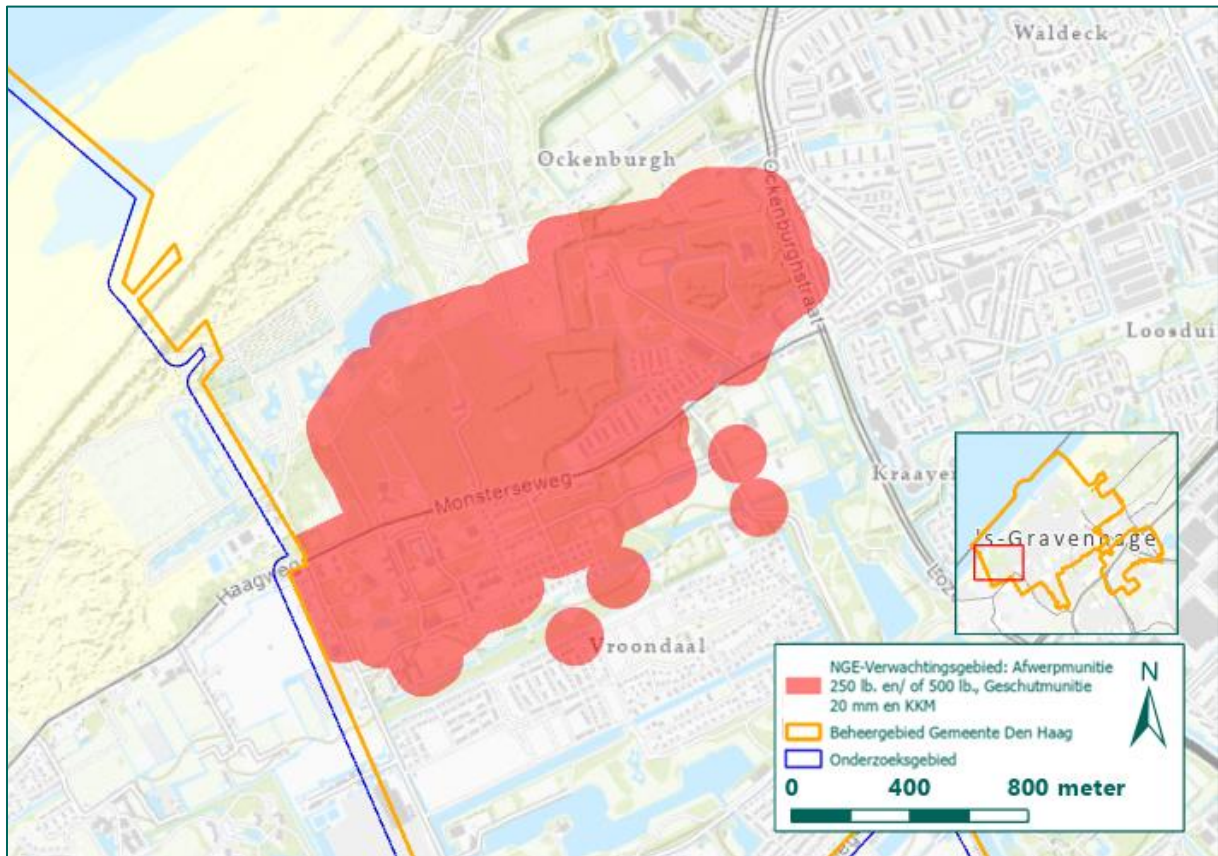 Waldeck
Ockenburgh
Ockenburghstraat
Loosdui
Monsterseweg
Kraayen
Haagweg
's-Gravenhage
Loz
Vroondaal
NGE-Verwachtingsgebied: Afwerpmunitie
250 lb. en/ of 500 lb., Geschutmunitie
20 mm en KKM
Beheergebied Gemeente Den Haag
Onderzoeksgebied
N
0 400 800 meter